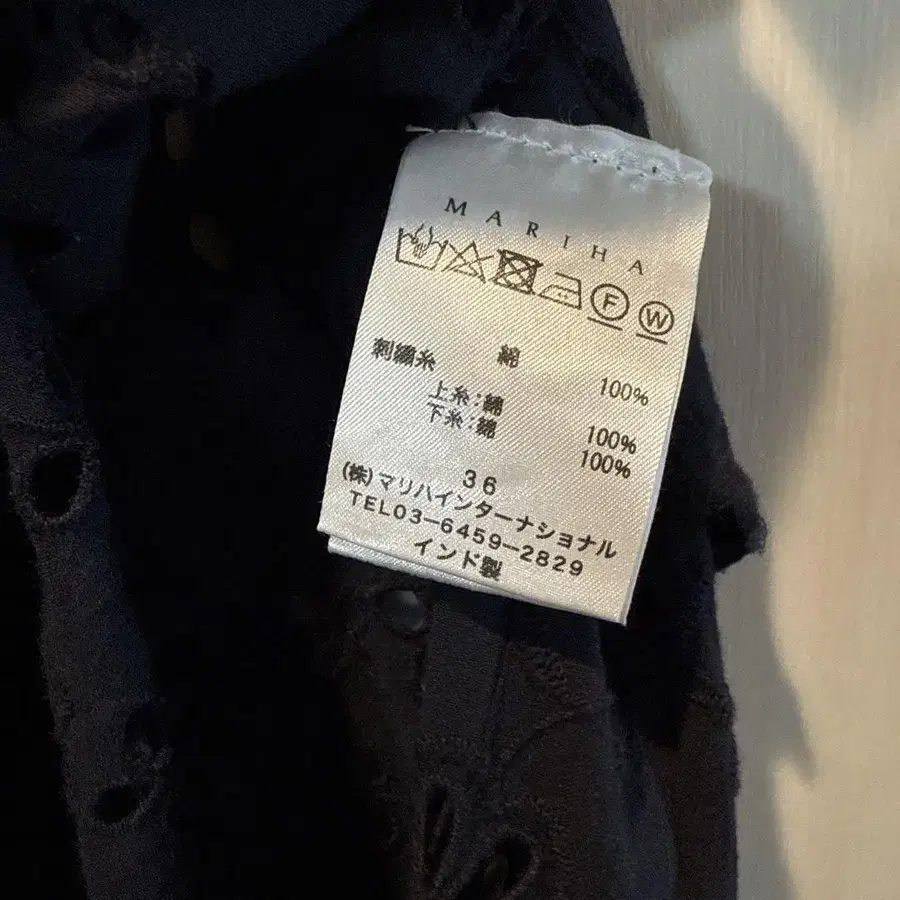 MARIHA
F W
綿 100%
刺繍糸
上糸:綿 100%
下糸:綿 100%
36
(株)マリハインターナショナル
TEL03-6459-2829
インド製